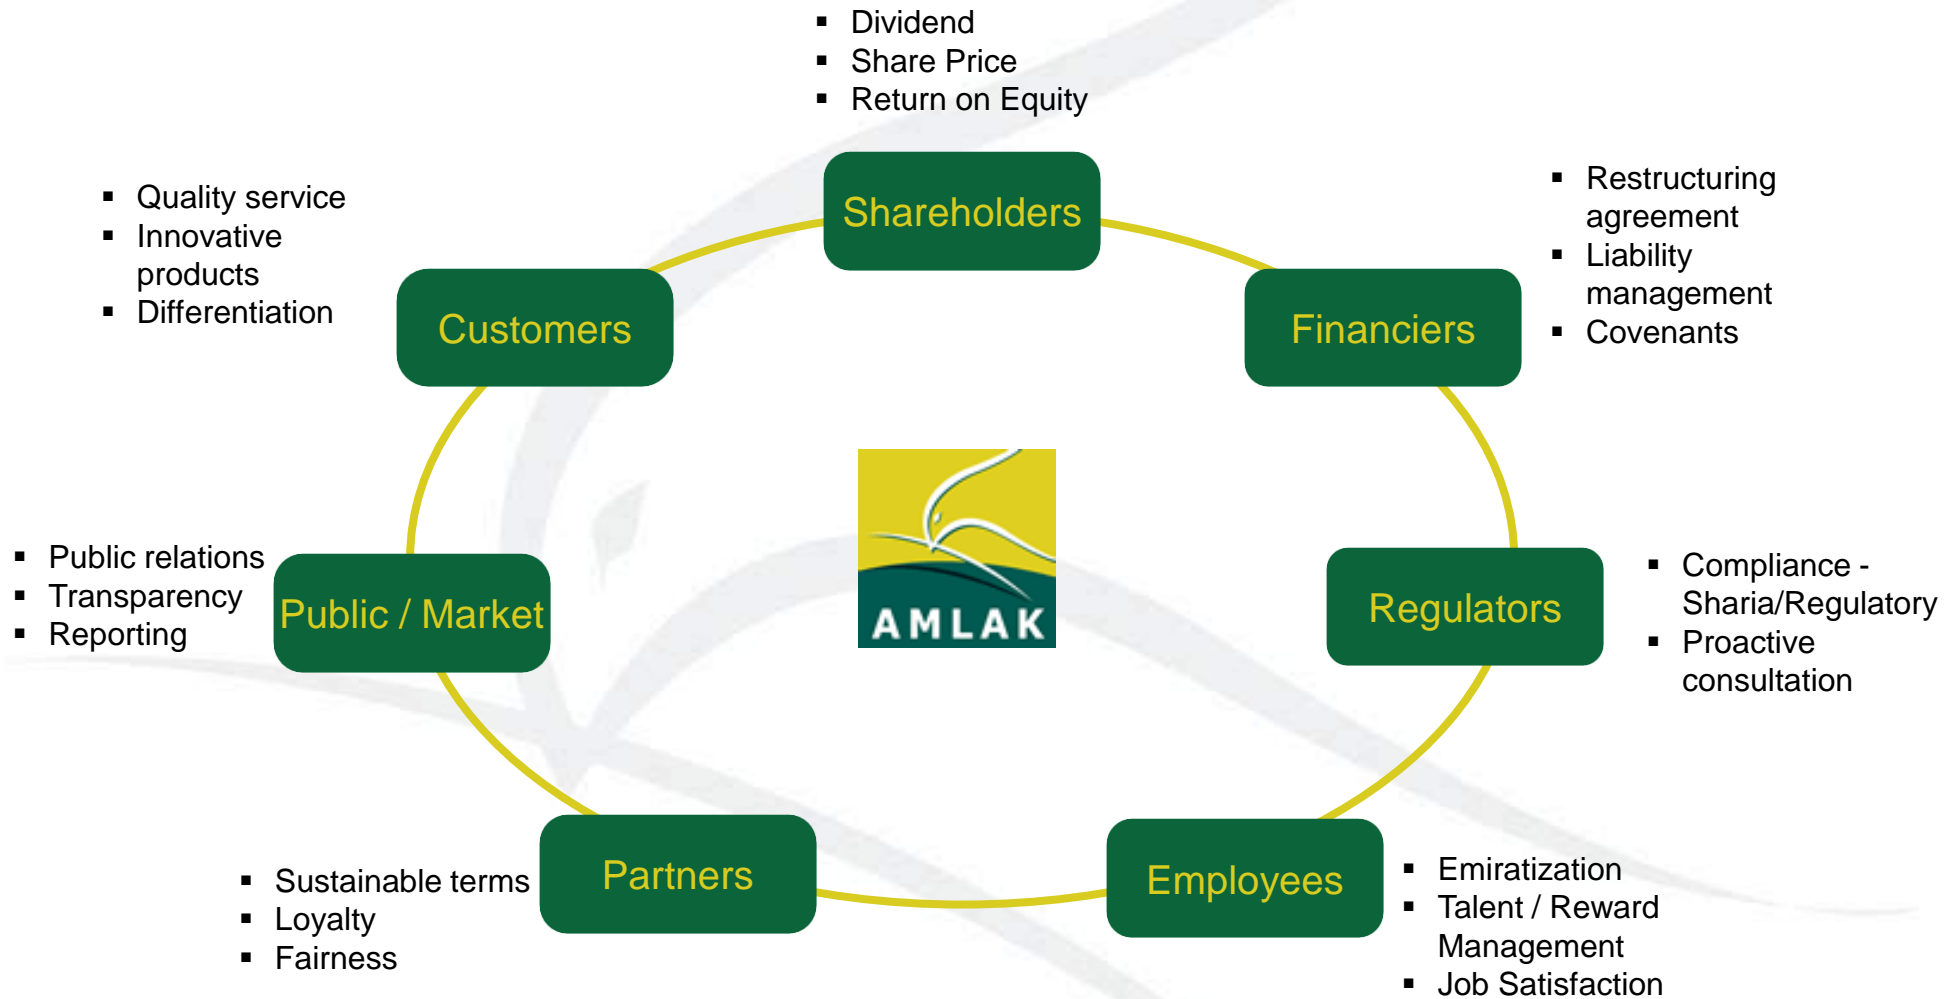 ▪ Dividend
▪ Share Price
▪ Return on Equity
Shareholders
▪ Quality service
▪ Innovative
products
▪ Differentiation
Customers
▪ Restructuring
agreement
▪ Liability
management
▪ Covenants
Financiers
▪ Public relations
▪ Transparency
▪ Reporting
Public / Market
AMLAK
Regulators
▪ Compliance -
Sharia/Regulatory
▪ Proactive
consultation
▪ Sustainable terms
▪ Loyalty
▪ Fairness
Partners
Employees
▪ Emiratization
▪ Talent / Reward
Management
▪ Job Satisfaction